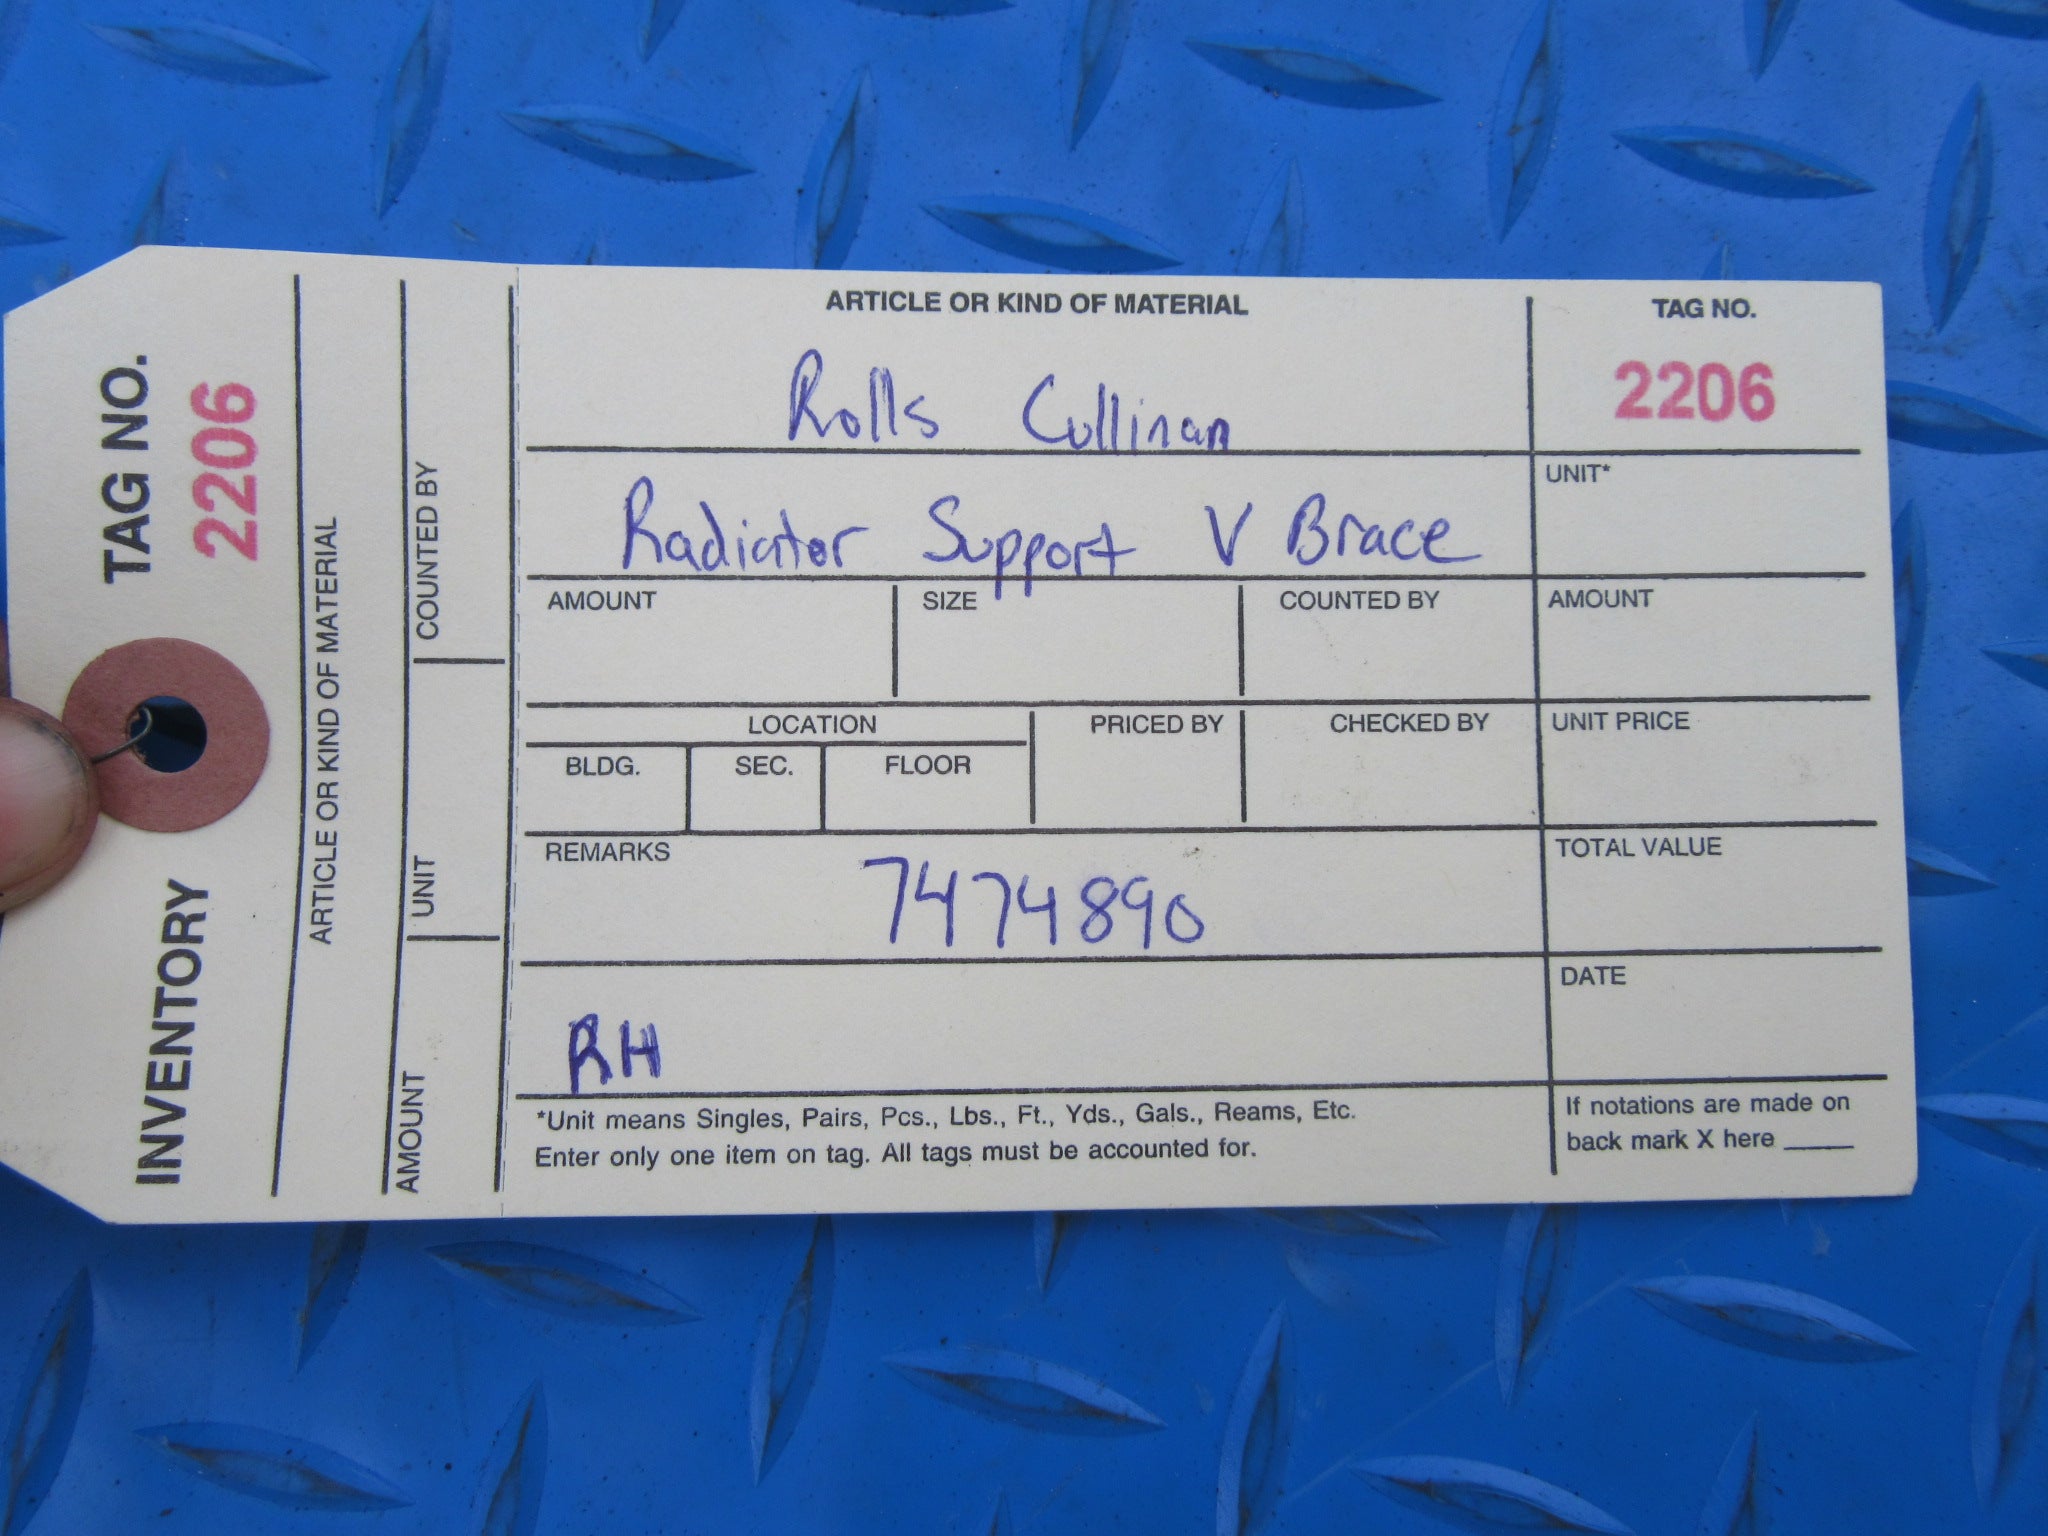 INVENTORY TAG NO.
2206
ARTICLE OR KIND OF MATERIAL
AMOUNT UNIT COUNTED BY
ARTICLE OR KIND OF MATERIAL TAG NO.
Rolls Cullinan 2206
Radiator Support V Brace UNIT*
AMOUNT SIZE COUNTED BY AMOUNT
LOCATION PRICED BY CHECKED BY UNIT PRICE
BLDG. SEC. FLOOR
REMARKS 7474890 TOTAL VALUE
DATE
RH
*Unit means Singles, Pairs, Pcs., Lbs., Ft., Yds., Gals., Reams, Etc.
Enter only one item on tag. All tags must be accounted for.
If notations are made on
back mark X here _____